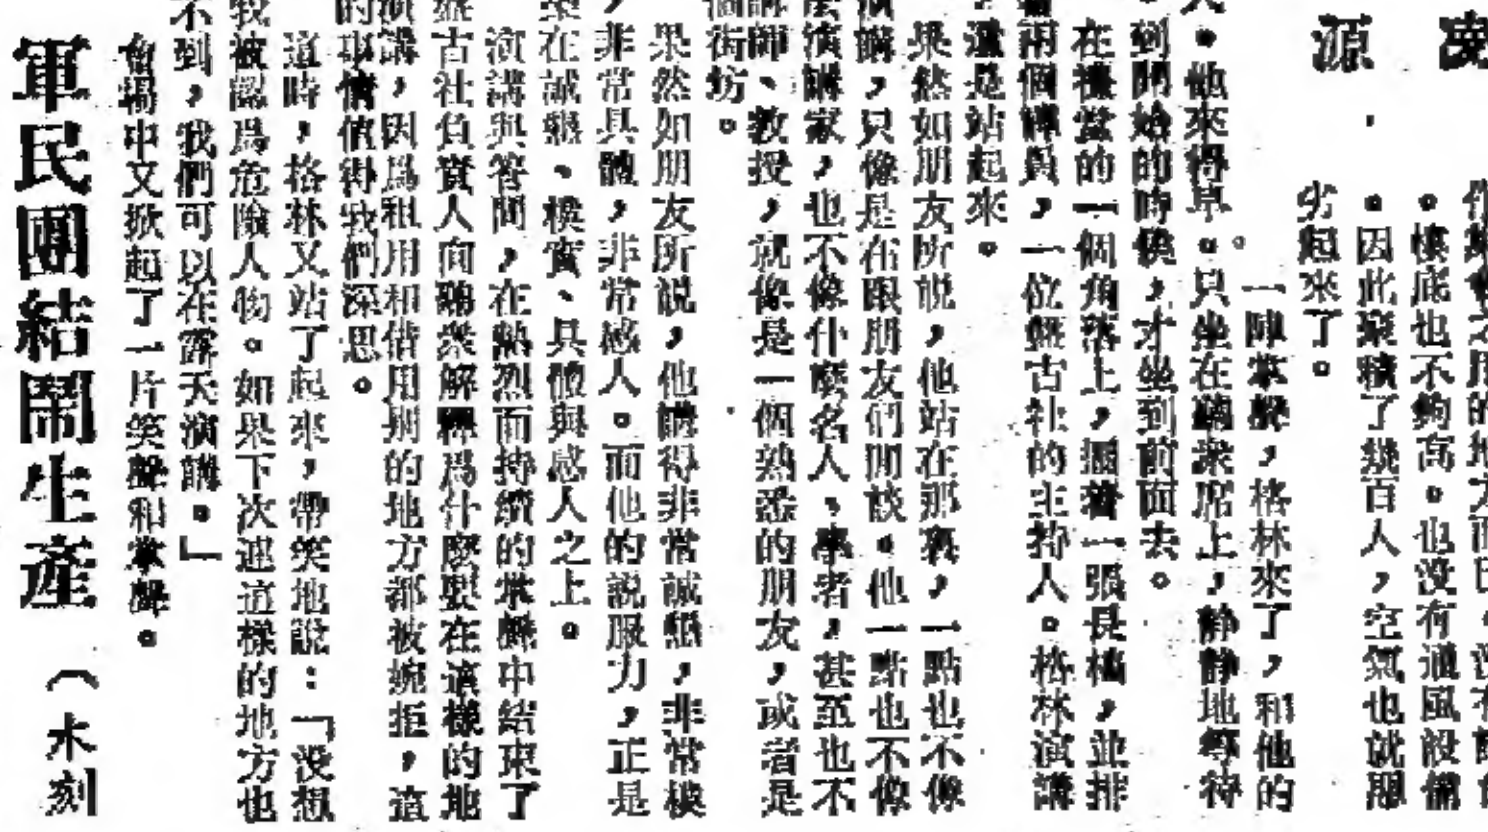 源
。樓底也不夠高。也沒有通風設備
。因此聚積了幾百人，空氣也就惡
劣起來了。
一陣掌聲，格林來了，和他的
人。他來得早。只坐在聽衆席上，靜靜地等待
到開始的時候，才坐到前面去。
在禮堂的一個角落上，擺着一張長檯，並排
兩個講員，一位盤古社的主持人。格林演講
，還是站起來。
果然如朋友所說，他站在那裏，一點也不像
演講，只像是在跟朋友們閒談。他一點也不像
麼演講家，也不像什麼名人、學者，甚至也不
講師、教授，就像是一個熟悉的朋友，或者是
個街坊。
果然如朋友所說，他講得非常誠懇，非常樸
，非常具體，非常感人。而他的說服力，正是
築在誠懇、樸實、具體與感人之上。
演講與答問，在熱烈而持續的掌聲中結束了
盤古社負責人向聽衆解釋爲什麼要在這樣的地
演講，因爲租用和借用別的地方都被婉拒，這
的事情值得我們深思。
這時，格林又站了起來，帶笑地說：「沒想
我被認爲危險人物。如果下次連這樣的地方也
不到，我們可以在露天演講。」
會場中又掀起了一片笑聲和掌聲。
軍民團結鬧生產（木刻